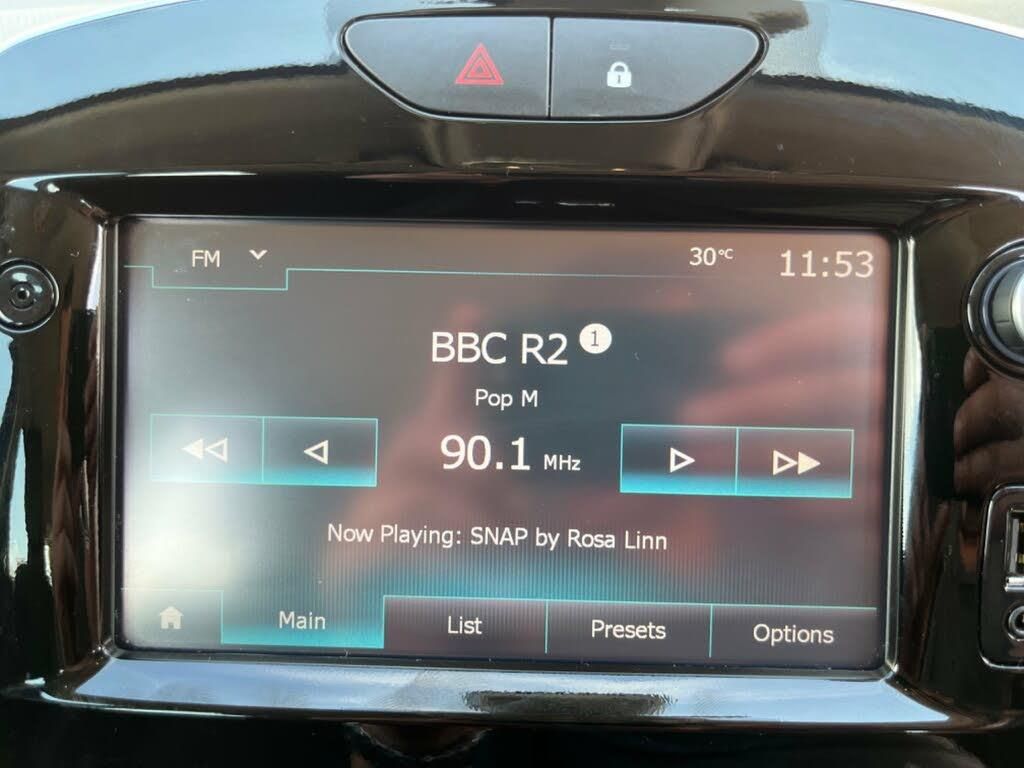 FM 30°C 11:53
BBC R2 1
Pop M
90.1 MHz
Now Playing: SNAP by Rosa Linn
Main List Presets Options